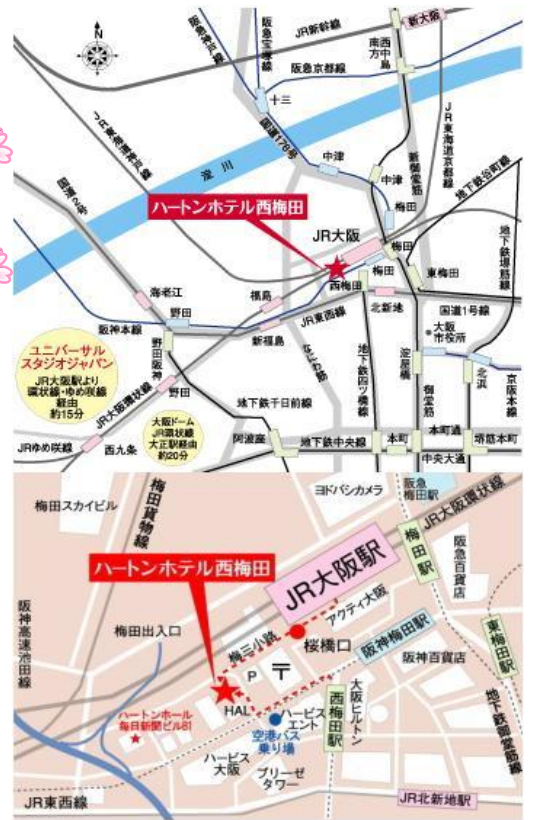 N
阪急神戸線
阪急宝塚線
JR新幹線
新大阪
阪急京都線
南方
西中島
十三
国道176号
JR東海道神戸線
国道2号
淀川
中津
中津
新御堂筋
JR東海道京都線
地下鉄谷町線
地下鉄堺筋線
ハートンホテル西梅田
梅田
JR大阪
梅田
梅田
東梅田
西梅田
海老江
福島
北新地
国道1号線
阪神本線
野田
JR東西線
大阪
市役所
新福島
野田阪神
なにわ筋
地下鉄四ツ橋線
淀屋橋
御堂筋
北浜
京阪本線
ユニバーサル
スタジオジャパン
JR大阪駅より
環状線・ゆめ咲線
経由
約15分
JR大阪環状線
野田
地下鉄千日前線
大阪ドーム
JR環状線
大正駅経由
約20分
JRゆめ咲線
西九条
阿波座
地下鉄中央線
本町
本町通
堺筋本町
中央大通
梅田スカイビル
梅田貨物線
ヨドバシカメラ
阪急
梅田駅
JR大阪環状線
梅田駅
阪急百貨店
ハートンホテル西梅田
JR大阪駅
アクティ大阪
阪神高速池田線
梅田出入口
梅三小路
桜橋口
阪神梅田駅
阪神百貨店
東梅田駅
P
〒
大阪ヒルトン
西梅田駅
地下鉄御堂筋線
HAL
ハービス
エント
ハートンホール
毎日新聞ビルB1
空港バス
乗り場
ハービス
大阪
ブリーゼ
タワー
JR東西線
JR北新地駅